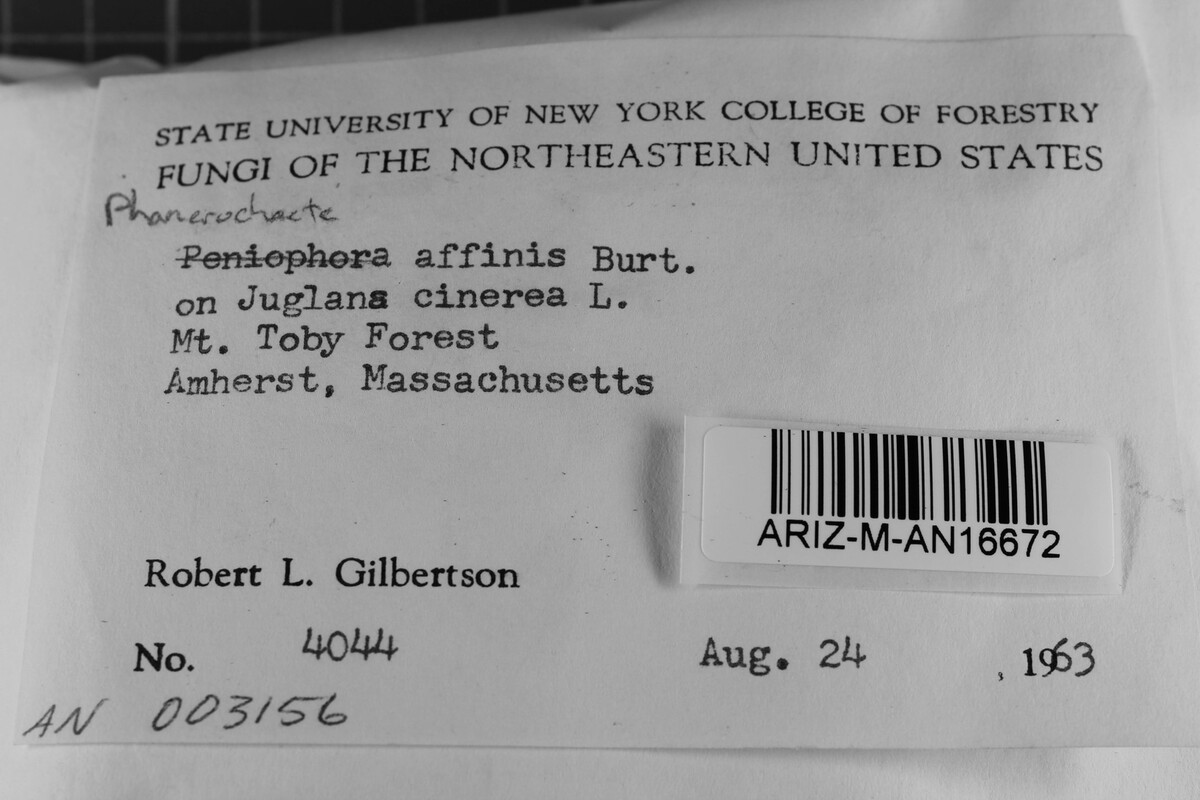 STATE UNIVERSITY OF NEW YORK COLLEGE OF FORESTRY
FUNGI OF THE NORTHEASTERN UNITED STATES
Phanerochaete
Peniophora affinis Burt.
on Juglans cinerea L.
Mt. Toby Forest
Amherst, Massachusetts
ARIZ-M-AN16672
Robert L. Gilbertson
No. 4044 Aug. 24, 1963
AN 003156